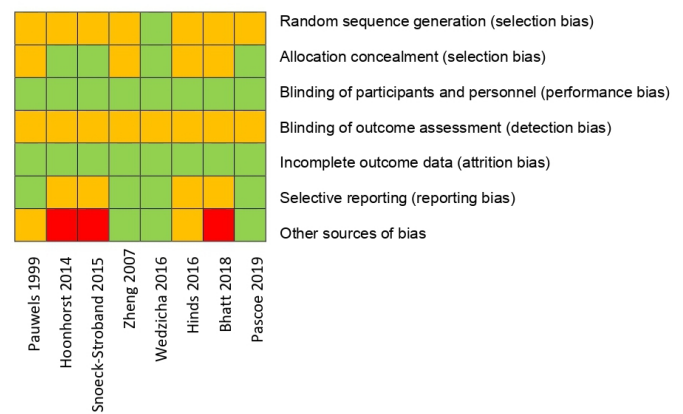 Random sequence generation (selection bias)
Allocation concealment (selection bias)
Blinding of participants and personnel (performance bias)
Blinding of outcome assessment (detection bias)
Incomplete outcome data (attrition bias)
Selective reporting (reporting bias)
Other sources of bias
Pauwels 1999
Hoonhorst 2014
Snoeck-Stroband 2015
Zheng 2007
Wedzicha 2016
Hinds 2016
Bhatt 2018
Pascoe 2019